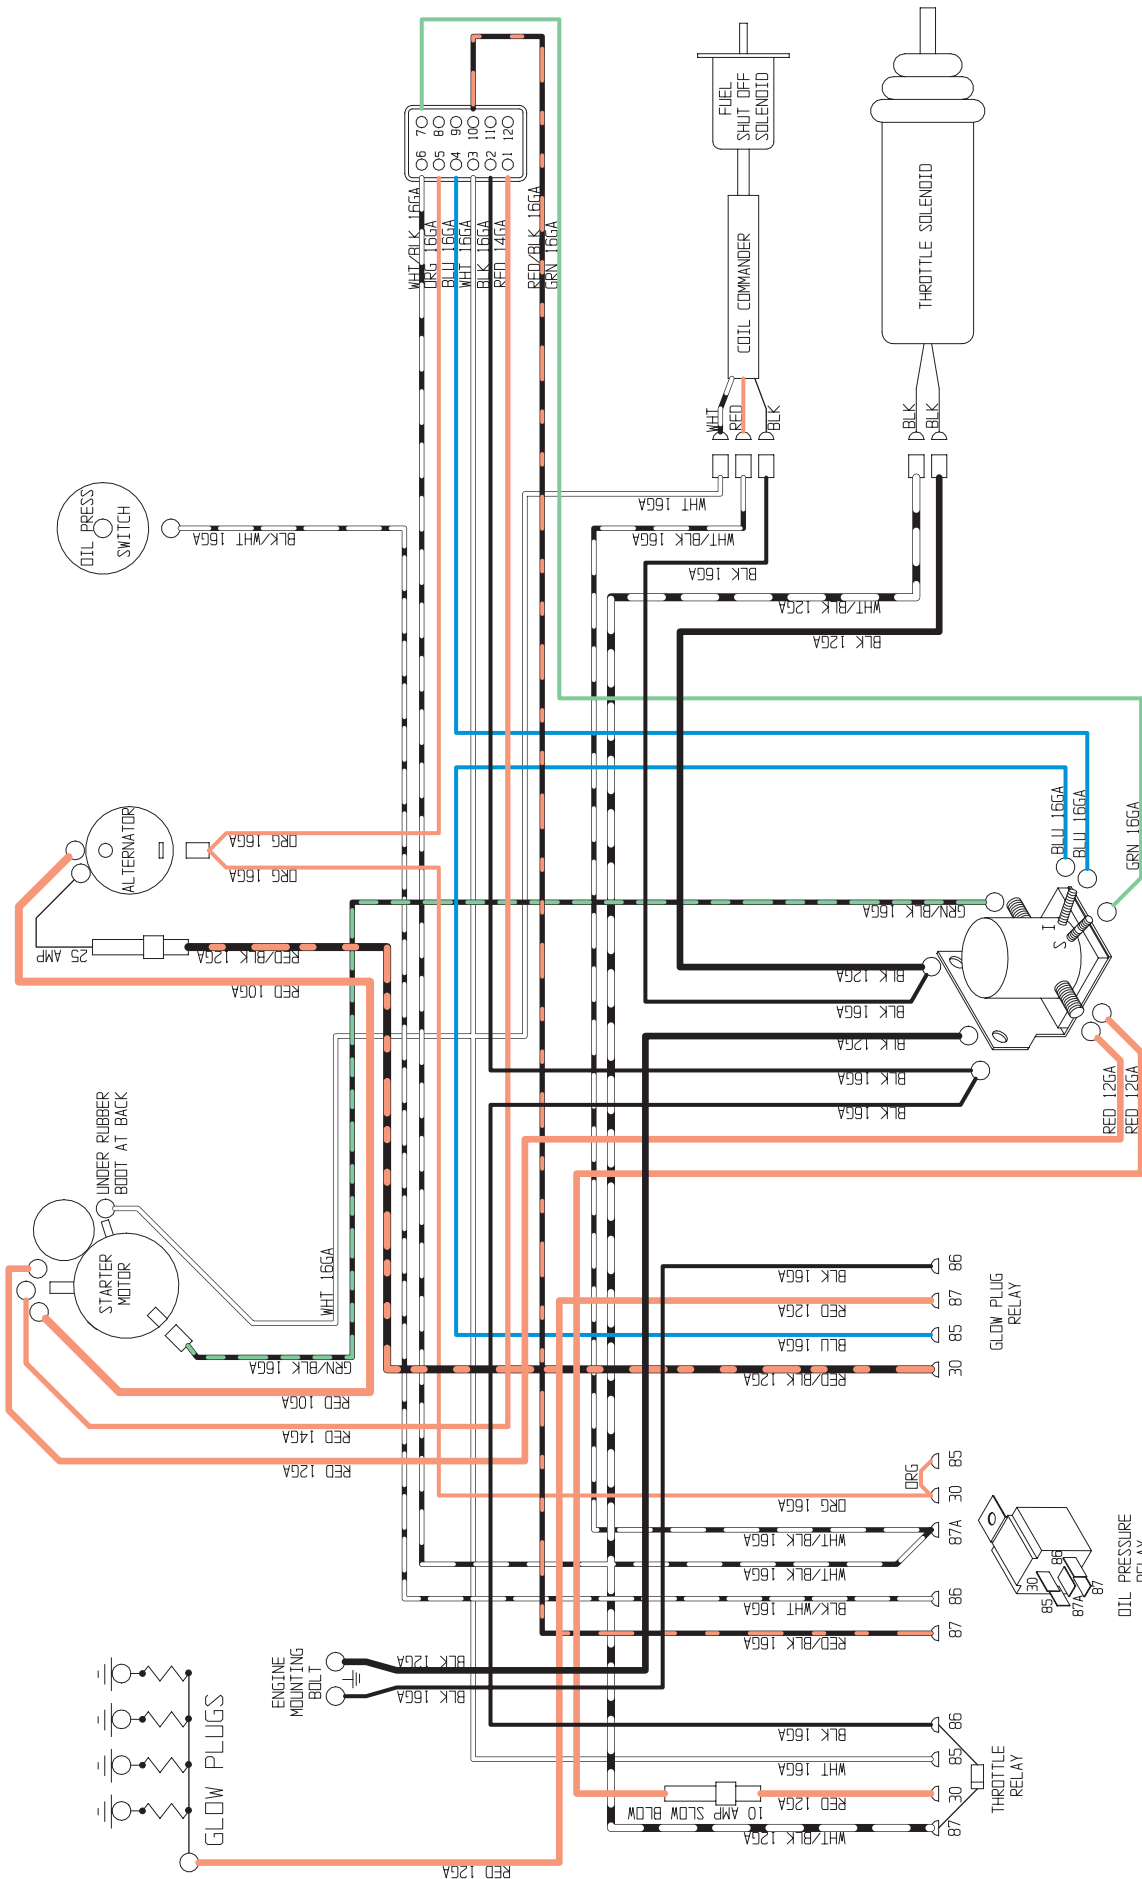 7
8
9
10
11
12
6
5
4
3
2
1
WHT/BLK 16GA
ORG 16GA
BLU 16GA
WHT 16GA
BLK 16GA
RED 14GA
RED/BLK 16GA
GRN 16GA
FUEL
SHUT OFF
SOLENOID
COIL COMMANDER
WHT
RED
BLK
THROTTLE SOLENOID
BLK
BLK
OIL PRESS
SWITCH
BLK/WHT 16GA
WHT 16GA
WHT/BLK 16GA
BLK 16GA
WHT/BLK 12GA
BLK 12GA
ALTERNATOR
ORG 16GA
ORG 16GA
25 AMP
RED/BLK 12GA
RED 10GA
BLU 16GA
BLU 16GA
GRN 16GA
GRN/BLK 16GA
I
S
BLK 12GA
BLK 16GA
BLK 12GA
BLK 16GA
BLK 16GA
RED 12GA
RED 12GA
UNDER RUBBER
BOOT AT BACK
STARTER
MOTOR
WHT 16GA
GRN/BLK 16GA
RED 10GA
RED 14GA
RED 12GA
BLK 16GA
86
RED 12GA
87
BLU 16GA
85
RED/BLK 12GA
30
GLOW PLUG
RELAY
ORG
85
ORG 16GA
30
WHT/BLK 16GA
87A
WHT/BLK 16GA
BLK/WHT 16GA
86
RED/BLK 16GA
87
30
86
85
87A
87
OIL PRESSURE
RELAY
ENGINE
MOUNTING
BOLT
BLK 12GA
BLK 16GA
GLOW PLUGS
RED 12GA
BLK 16GA
86
WHT 16GA
85
10 AMP SLOW BLOW
RED 12GA
30
WHT/BLK 12GA
87
THROTTLE
RELAY